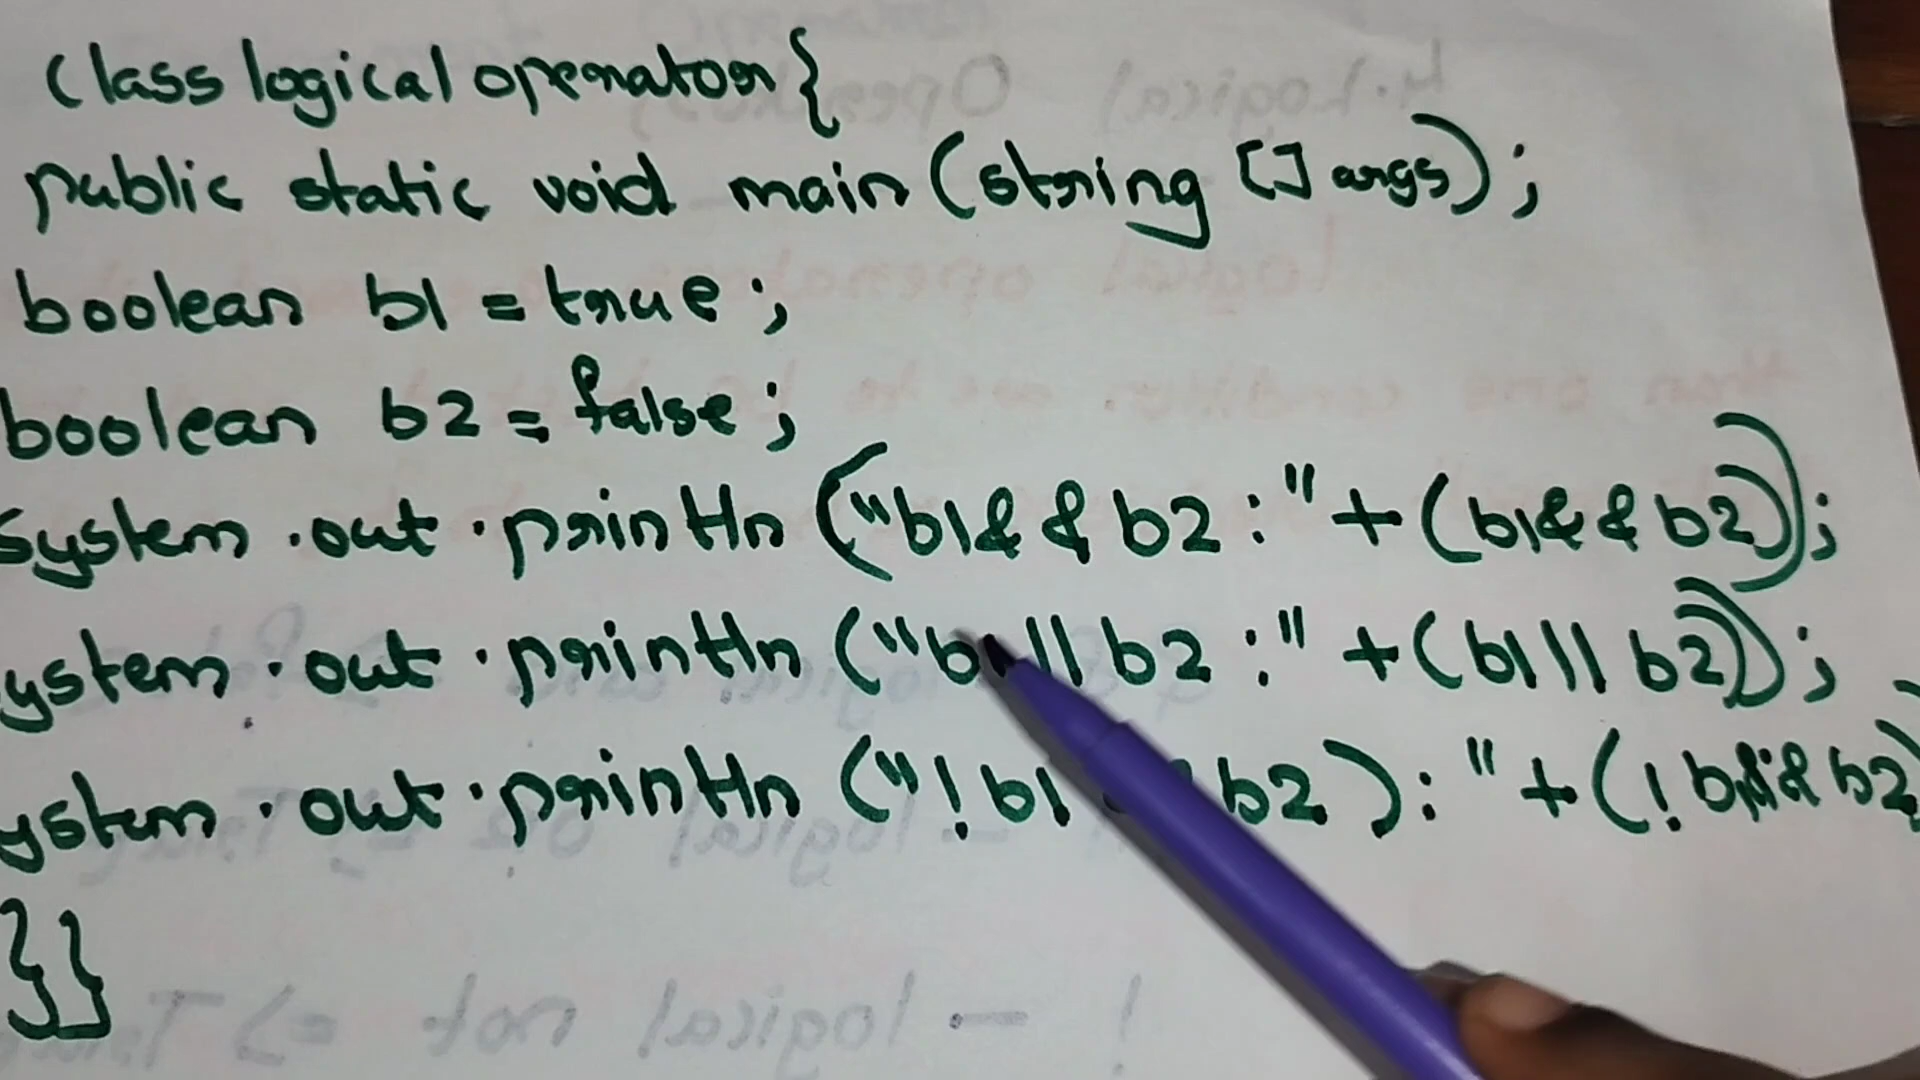 class logical operator{
public static void main (string [] args);
boolean b1 = true;
boolean b2 = false;
System.out.println ("b1&&b2:"+(b1&&b2));
ystem.out.println ("b1||b2:"+(b1||b2));
ystem.out.println ("!b1 b2):"+(!b1&&b2)
}}